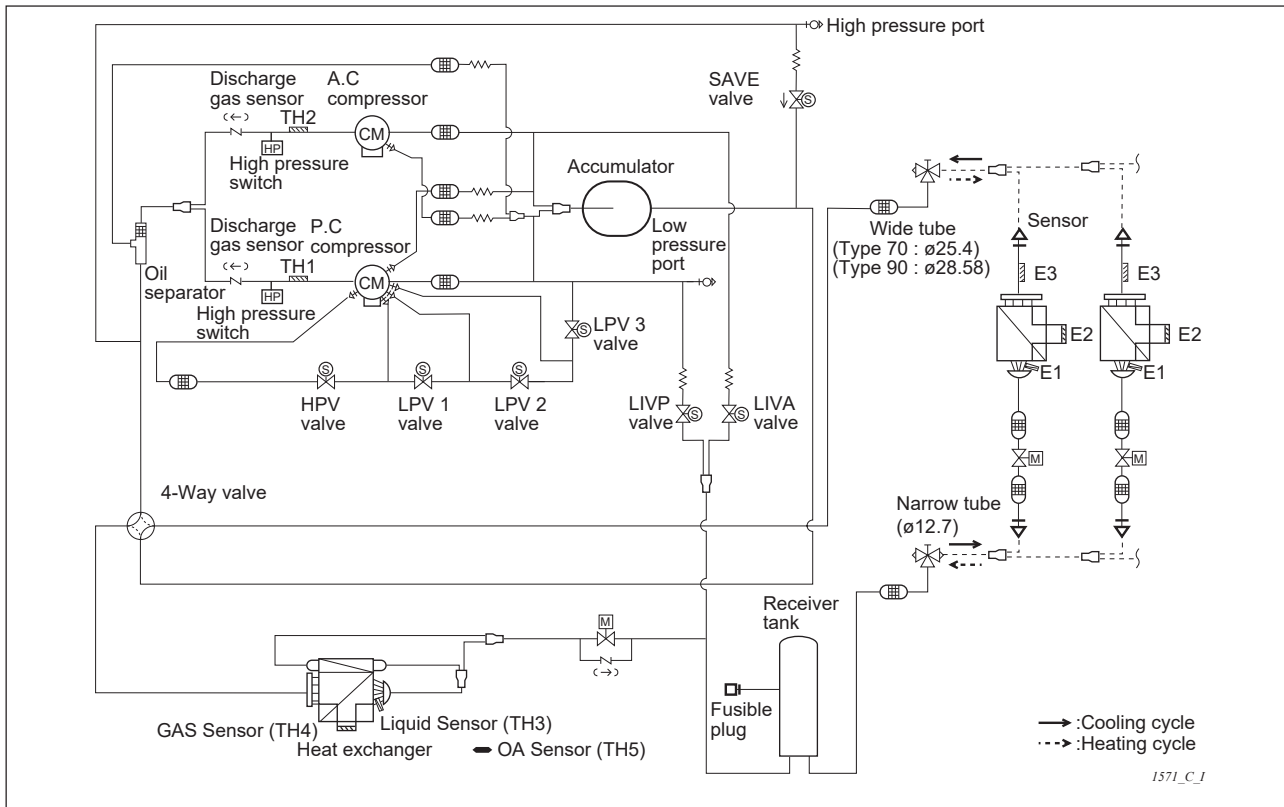 High pressure port
Discharge
gas sensor
A.C
compressor
SAVE
valve
S
TH2
CM
HP
High pressure
switch
Accumulator
Discharge
gas sensor
P.C
compressor
Low
pressure
port
Wide tube
(Type 70 : ø25.4)
(Type 90 : ø28.58)
Sensor
TH1
CM
E3
E3
Oil
separator
HP
High pressure
switch
S
LPV 3
valve
E2
E2
E1
E1
S
S
S
HPV
valve
LPV 1
valve
LPV 2
valve
LIVP
valve
S
S
LIVA
valve
M
M
4-Way valve
Narrow tube
(ø12.7)
Receiver
tank
M
Fusible
plug
GAS Sensor (TH4)
Liquid Sensor (TH3)
Heat exchanger
OA Sensor (TH5)
:Cooling cycle
:Heating cycle
1571_C_I